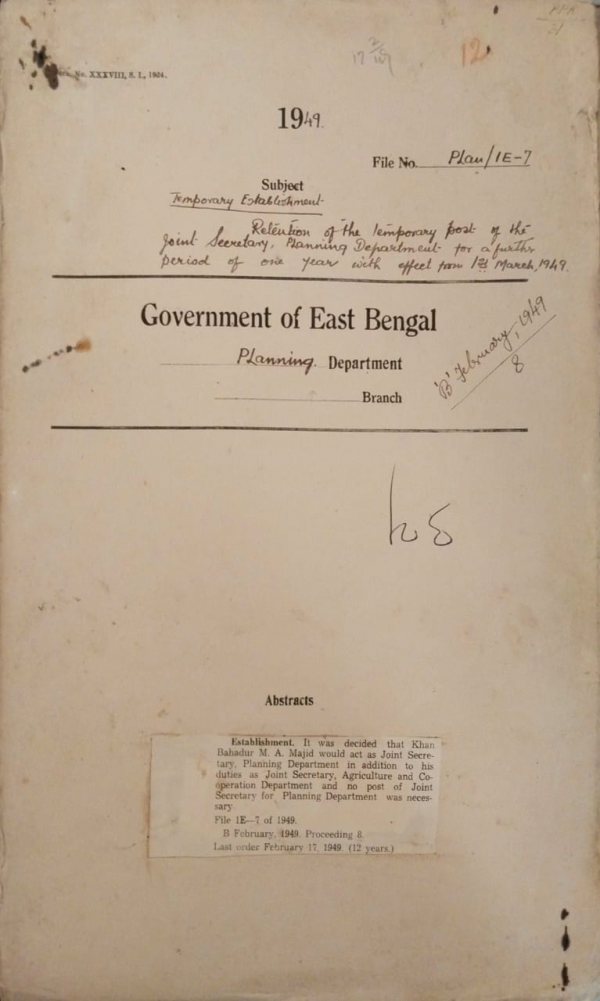 No. XXXVIII, S. I., 1924.
12
1949.
File No. Plan/1E-7
Subject
Temporary Establishment
Retention of the temporary post of the
Joint Secretary, Planning Department for a further
period of one year with effect from 1st March, 1949.
Government of East Bengal
Planning Department
Branch
'B' February, 1949
8
Abstracts
Establishment. It was decided that Khan
Bahadur M. A. Majid would act as Joint Secre-
tary, Planning Department in addition to his
duties as Joint Secretary, Agriculture and Co-
operation Department and no post of Joint
Secretary for Planning Department was neces-
sary.
File 1E—7 of 1949.
B February, 1949. Proceeding 8.
Last order February 17, 1949. (12 years.)